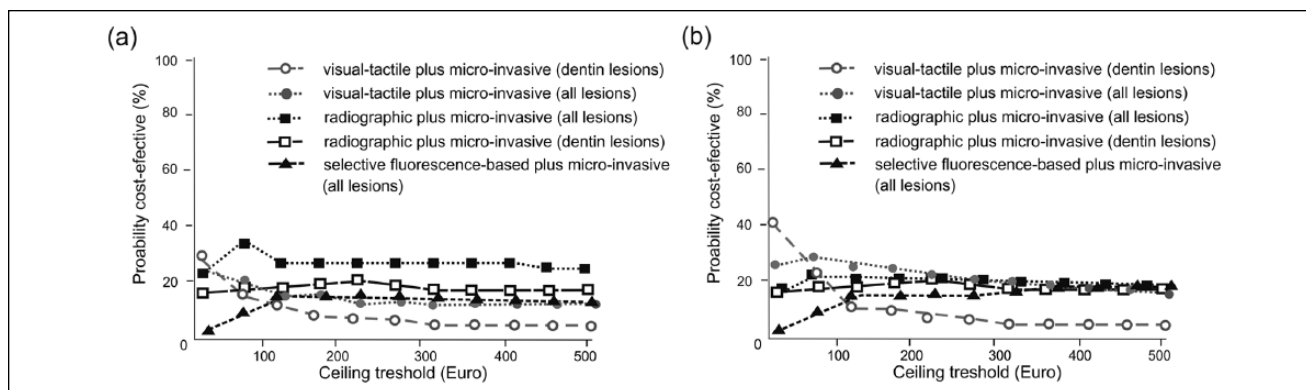 (a)
100
80
60
40
20
0
Proability cost-efective (%)
visual-tactile plus micro-invasive (dentin lesions)
visual-tactile plus micro-invasive (all lesions)
radiographic plus micro-invasive (all lesions)
radiographic plus micro-invasive (dentin lesions)
selective fluorescence-based plus micro-invasive
(all lesions)
100 200 300 400 500
Ceiling treshold (Euro)
(b)
100
80
60
40
20
0
Proability cost-efective (%)
visual-tactile plus micro-invasive (dentin lesions)
visual-tactile plus micro-invasive (all lesions)
radiographic plus micro-invasive (all lesions)
radiographic plus micro-invasive (dentin lesions)
selective fluorescence-based plus micro-invasive
(all lesions)
100 200 300 400 500
Ceiling treshold (Euro)